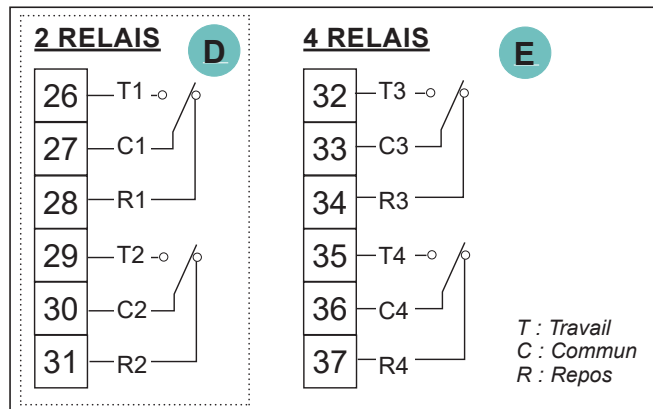 2 RELAIS
D
26 T1
27 C1
28 R1
29 T2
30 C2
31 R2
4 RELAIS
E
32 T3
33 C3
34 R3
35 T4
36 C4
37 R4
T : Travail
C : Commun
R : Repos